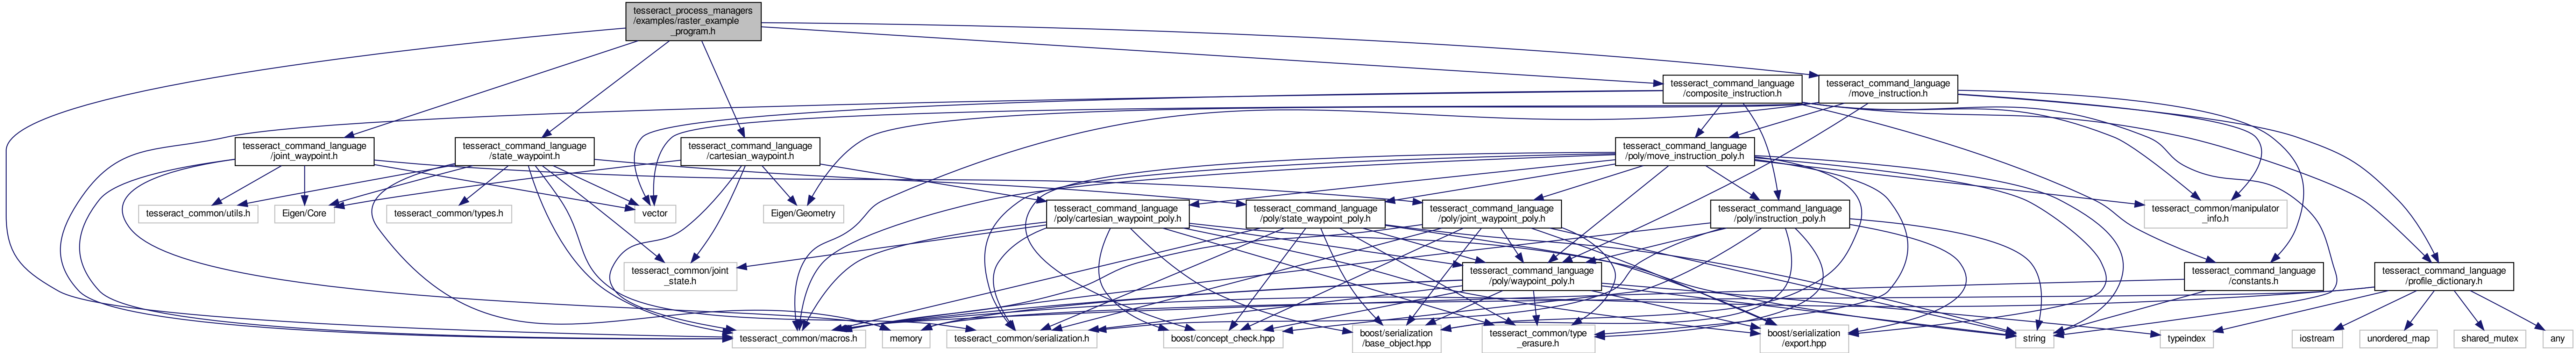 tesseract_process_managers
/examples/raster_example
_program.h
tesseract_command_language
/composite_instruction.h
tesseract_command_language
/move_instruction.h
tesseract_command_language
/joint_waypoint.h
tesseract_command_language
/state_waypoint.h
tesseract_command_language
/cartesian_waypoint.h
tesseract_command_language
/poly/move_instruction_poly.h
tesseract_common/utils.h
Eigen/Core
tesseract_common/types.h
vector
Eigen/Geometry
tesseract_command_language
/poly/cartesian_waypoint_poly.h
tesseract_command_language
/poly/state_waypoint_poly.h
tesseract_command_language
/poly/joint_waypoint_poly.h
tesseract_command_language
/poly/instruction_poly.h
tesseract_common/manipulator
_info.h
tesseract_common/joint
_state.h
tesseract_command_language
/poly/waypoint_poly.h
tesseract_command_language
/constants.h
tesseract_command_language
/profile_dictionary.h
tesseract_common/macros.h
memory
tesseract_common/serialization.h
boost/concept_check.hpp
boost/serialization
/base_object.hpp
tesseract_common/type
_erasure.h
boost/serialization
/export.hpp
string
typeindex
iostream
unordered_map
shared_mutex
any